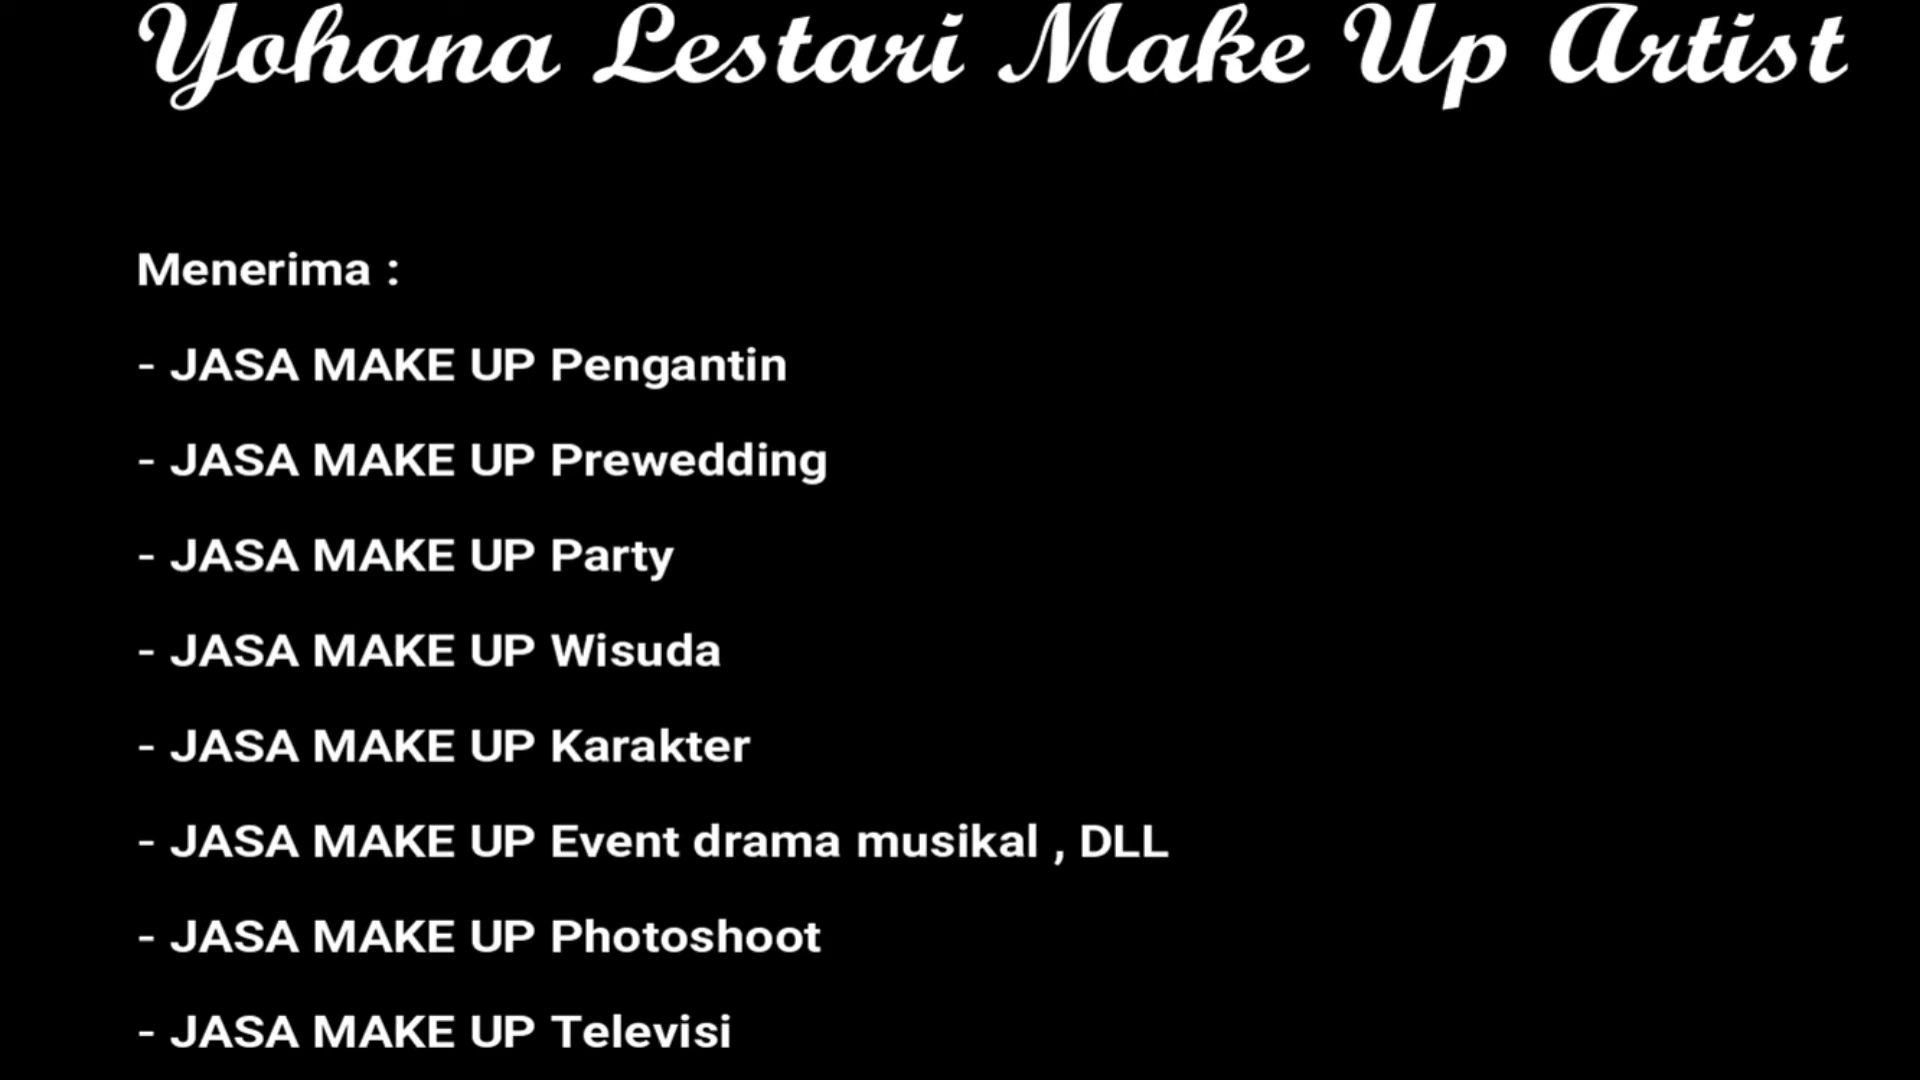 Yohana Lestari Make Up Artist
Menerima :
- JASA MAKE UP Pengantin
- JASA MAKE UP Prewedding
- JASA MAKE UP Party
- JASA MAKE UP Wisuda
- JASA MAKE UP Karakter
- JASA MAKE UP Event drama musikal , DLL
- JASA MAKE UP Photoshoot
- JASA MAKE UP Televisi